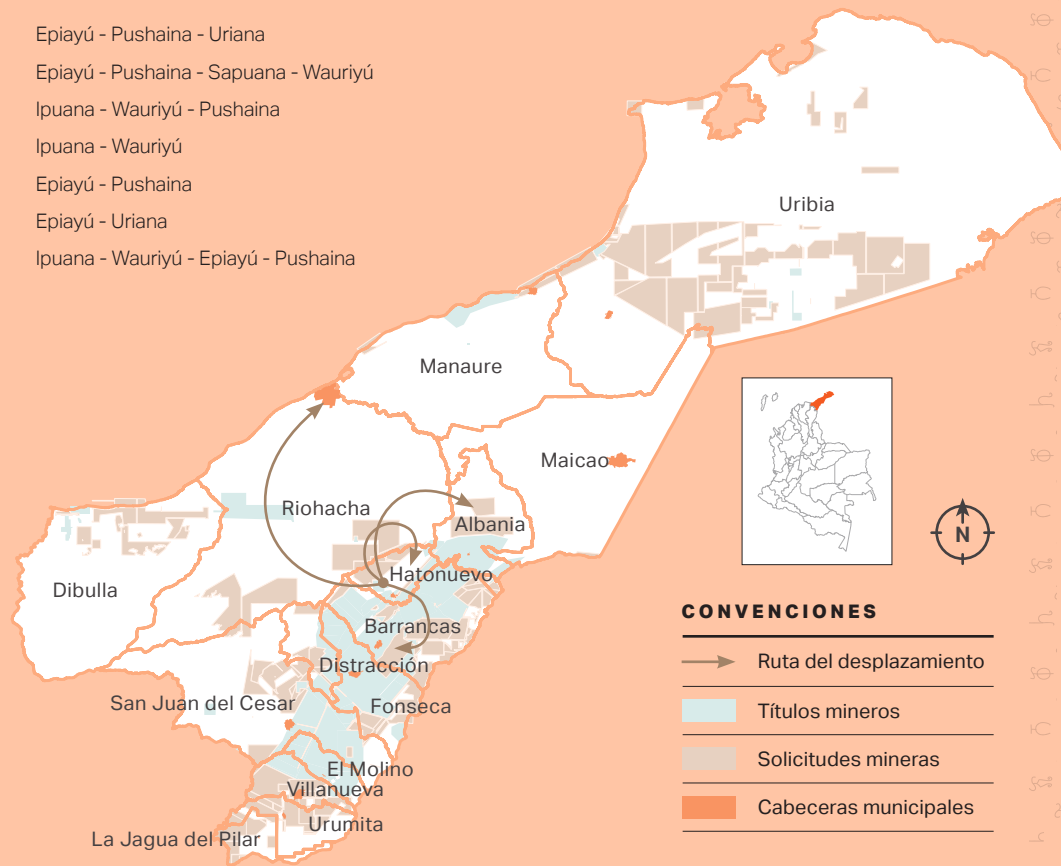 Epiayú - Pushaina - Uriana
Epiayú - Pushaina - Sapuana - Wauriyú
Ipuana - Wauriyú - Pushaina
Ipuana - Wauriyú
Epiayú - Pushaina
Epiayú - Uriana
Ipuana - Wauriyú - Epiayú - Pushaina
Uribia
Manaure
Maicao
Riohacha
Albania
Dibulla
Hatonuevo
Barrancas
Distracción
San Juan del Cesar
Fonseca
El Molino
Villanueva
Urumita
La Jagua del Pilar
N
CONVENCIONES
Ruta del desplazamiento
Títulos mineros
Solicitudes mineras
Cabeceras municipales